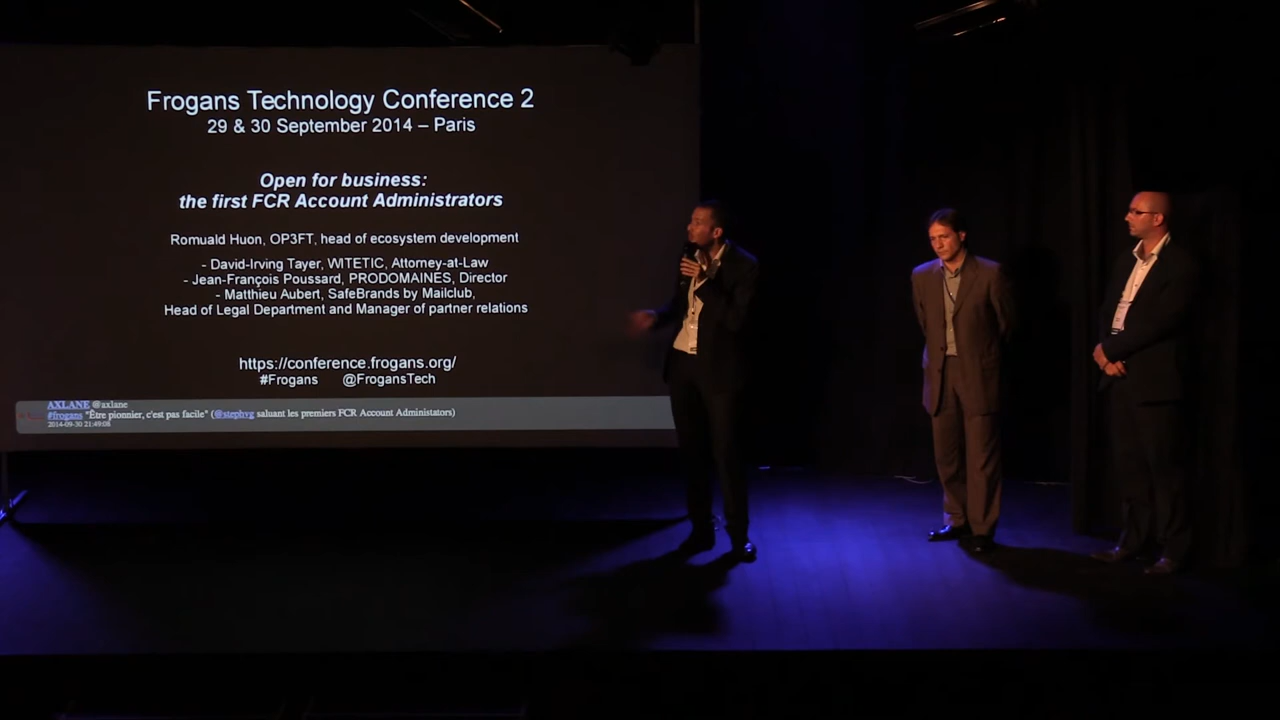 Frogans Technology Conference 2
29 & 30 September 2014 – Paris
Open for business:
the first FCR Account Administrators
Romuald Huon, OP3FT, head of ecosystem development
- David-Irving Tayer, WITETIC, Attorney-at-Law
- Jean-François Poussard, PRODOMAINES, Director
- Matthieu Aubert, SafeBrands by Mailclub,
Head of Legal Department and Manager of partner relations
https://conference.frogans.org/
#Frogans @FrogansTech
AXLANE @axlane
#frogans "Être pionnier, c'est pas facile" (@stephvg saluant les premiers FCR Account Administators)
2014-09-30 21:49:08